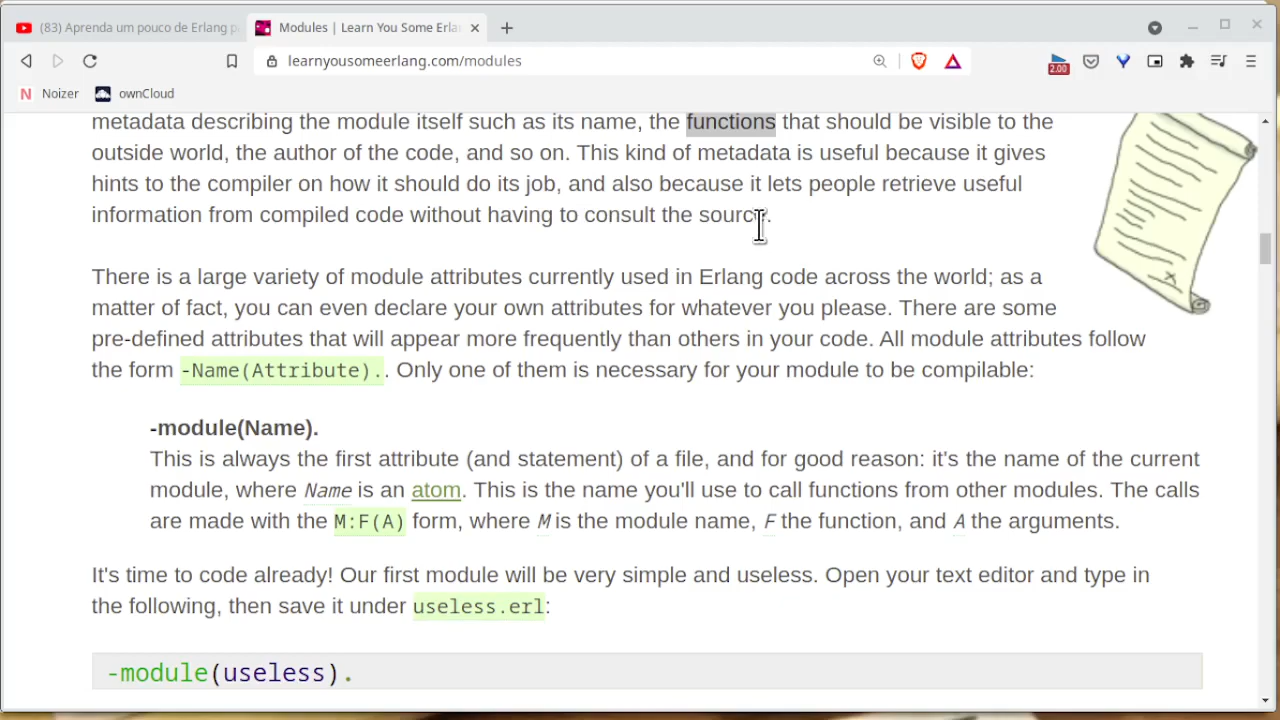 (83) Aprenda um pouco de Erlang p
Modules | Learn You Some Erla
learnyousomeerlang.com/modules
2.00
N Noizer ownCloud
metadata describing the module itself such as its name, the functions that should be visible to the
outside world, the author of the code, and so on. This kind of metadata is useful because it gives
hints to the compiler on how it should do its job, and also because it lets people retrieve useful
information from compiled code without having to consult the source.
There is a large variety of module attributes currently used in Erlang code across the world; as a
matter of fact, you can even declare your own attributes for whatever you please. There are some
pre-defined attributes that will appear more frequently than others in your code. All module attributes follow
the form -Name(Attribute).. Only one of them is necessary for your module to be compilable:
-module(Name).
This is always the first attribute (and statement) of a file, and for good reason: it's the name of the current
module, where Name is an atom. This is the name you'll use to call functions from other modules. The calls
are made with the M:F(A) form, where M is the module name, F the function, and A the arguments.
It's time to code already! Our first module will be very simple and useless. Open your text editor and type in
the following, then save it under useless.erl:
-module(useless).